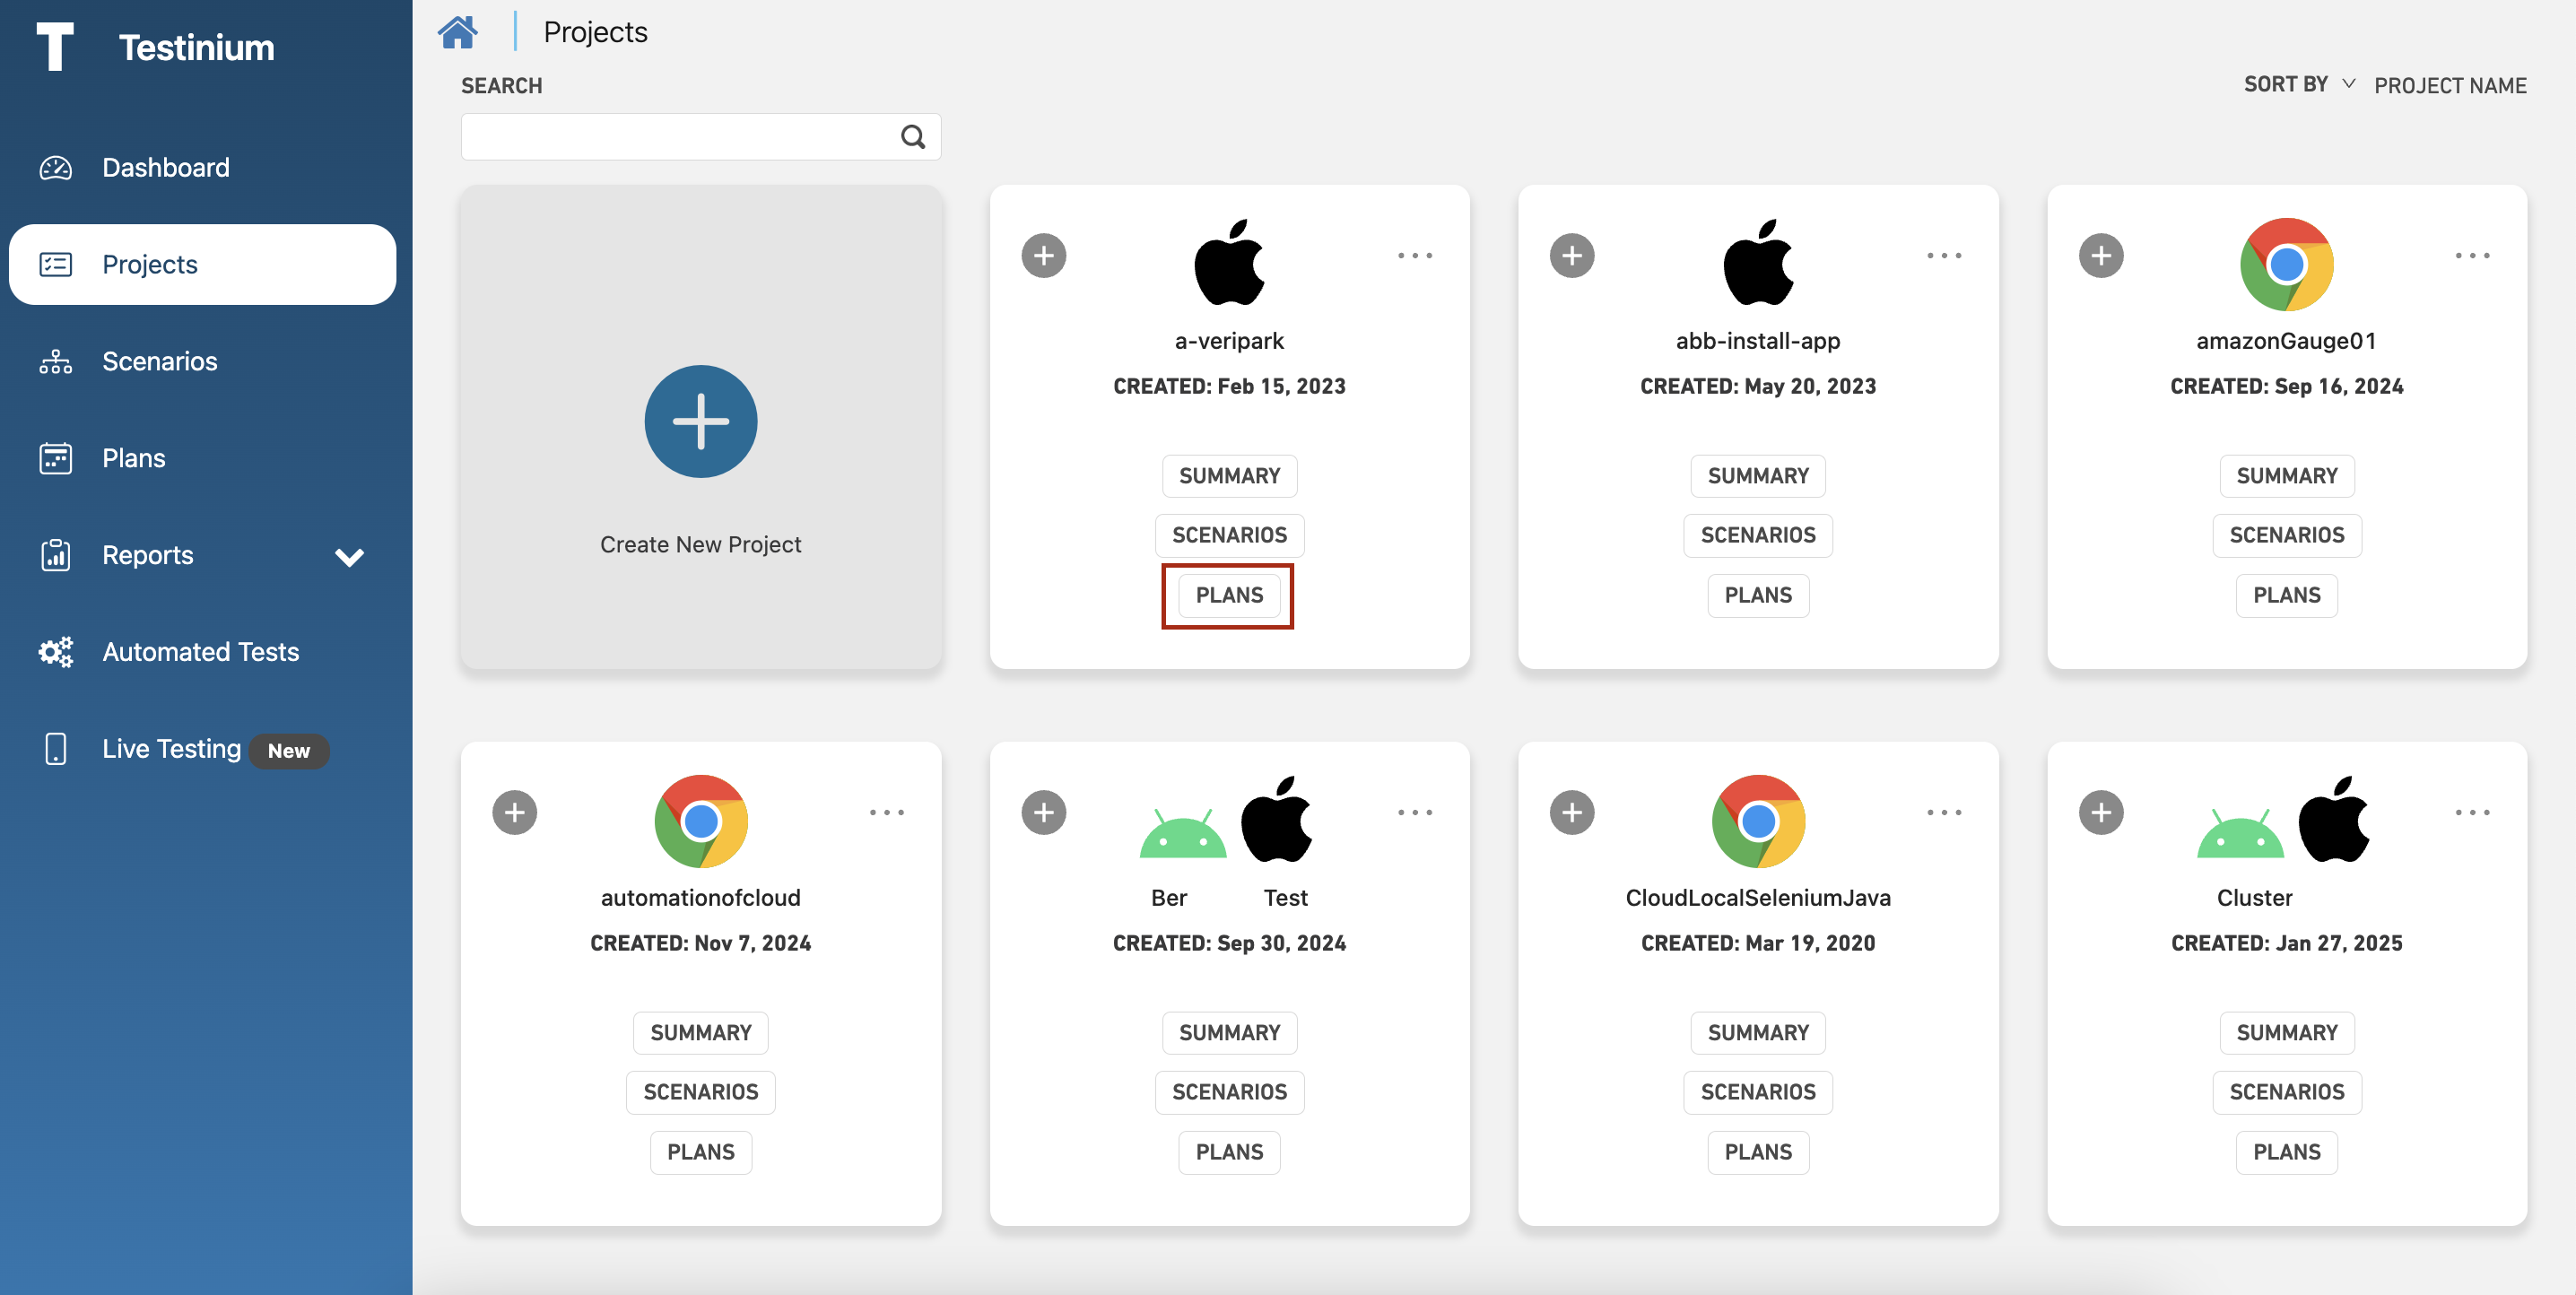 Testinium
Dashboard
Projects
Scenarios
Plans
Reports
Automated Tests
Live Testing New
Projects
SEARCH
SORT BY PROJECT NAME
Create New Project
a-veripark
CREATED: Feb 15, 2023
SUMMARY
SCENARIOS
PLANS
abb-install-app
CREATED: May 20, 2023
SUMMARY
SCENARIOS
PLANS
amazonGauge01
CREATED: Sep 16, 2024
SUMMARY
SCENARIOS
PLANS
automationofcloud
CREATED: Nov 7, 2024
SUMMARY
SCENARIOS
PLANS
Ber Test
CREATED: Sep 30, 2024
SUMMARY
SCENARIOS
PLANS
CloudLocalSeleniumJava
CREATED: Mar 19, 2020
SUMMARY
SCENARIOS
PLANS
Cluster
CREATED: Jan 27, 2025
SUMMARY
SCENARIOS
PLANS